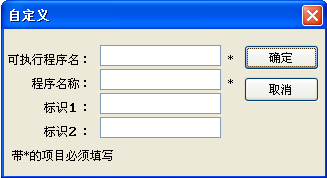 自定义
可执行程序名： * 确定
程序名称： * 取消
标识1：
标识2：
带*的项目必须填写